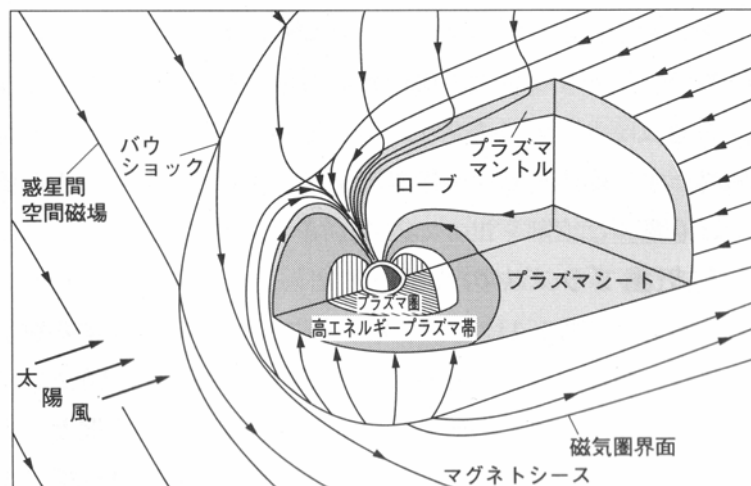 バウ
ショック
惑星間
空間磁場
プラズマ
マントル
ローブ
プラズマシート
プラズマ圏
高エネルギープラズマ帯
太
陽
風
磁気圏界面
マグネトシース